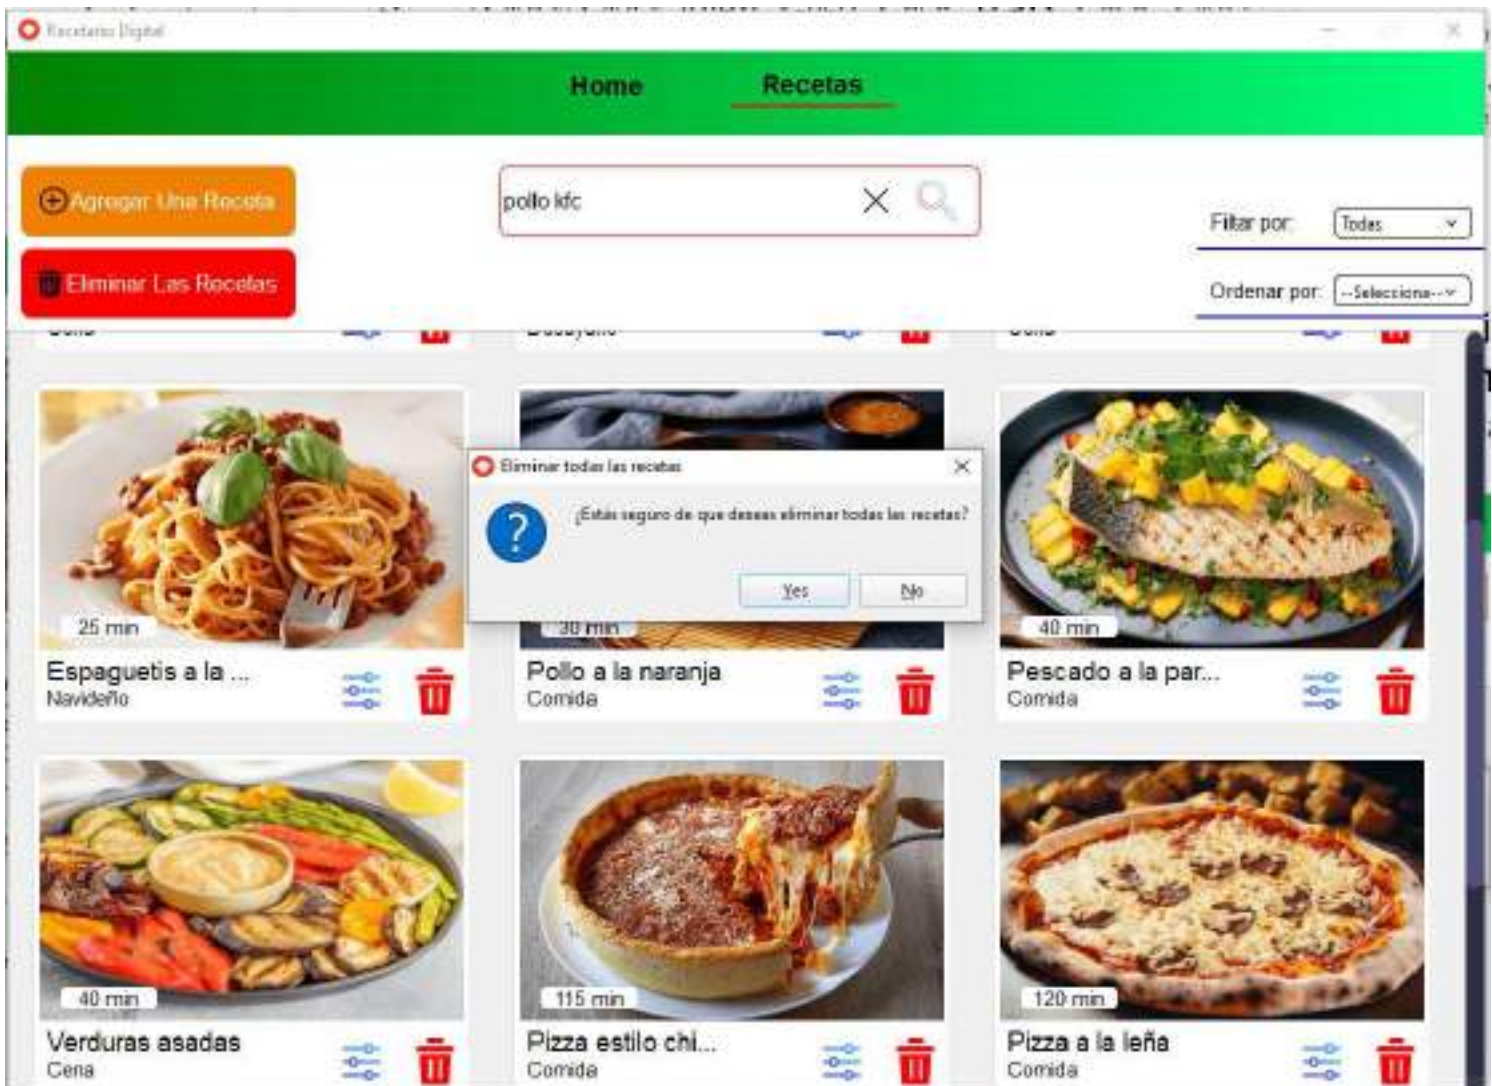 Recetario Digital
Home
Recetas
Agregar Una Receta
pollo kfc
Filtar por:
Todas
Eliminar Las Recetas
Ordenar por:
--Selecciona--
Eliminar todas las recetas
¿Estás seguro de que deseas eliminar todas las recetas?
Yes
No
25 min
30 min
40 min
Espaguetis a la ...
Navideño
Pollo a la naranja
Comida
Pescado a la par...
Comida
40 min
115 min
120 min
Verduras asadas
Cena
Pizza estilo chi...
Comida
Pizza a la leña
Comida